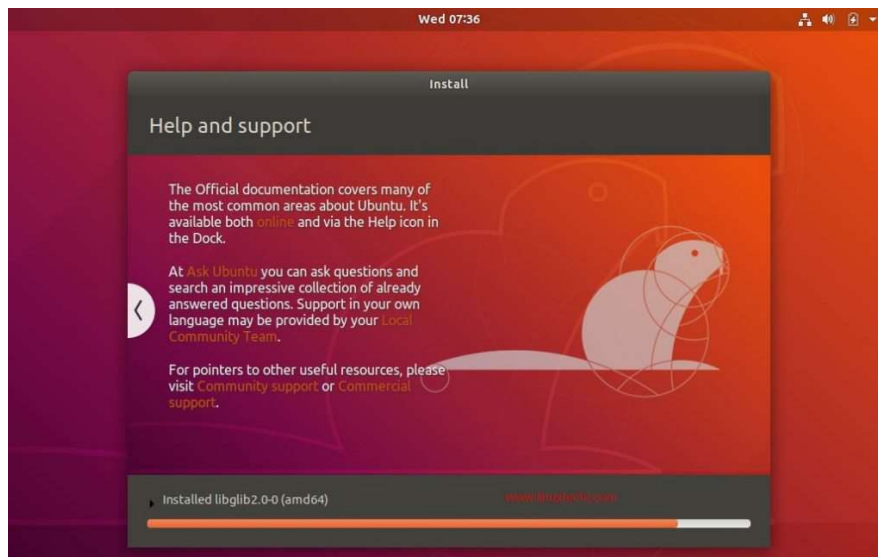 Wed 07:36
Install
Help and support
The Official documentation covers many of
the most common areas about Ubuntu. It's
available both online and via the Help icon in
the Dock.
At Ask Ubuntu you can ask questions and
search an impressive collection of already
answered questions. Support in your own
language may be provided by your Local
Community Team.
For pointers to other useful resources, please
visit Community support or Commercial
support.
Installed libglib2.0-0 (amd64)